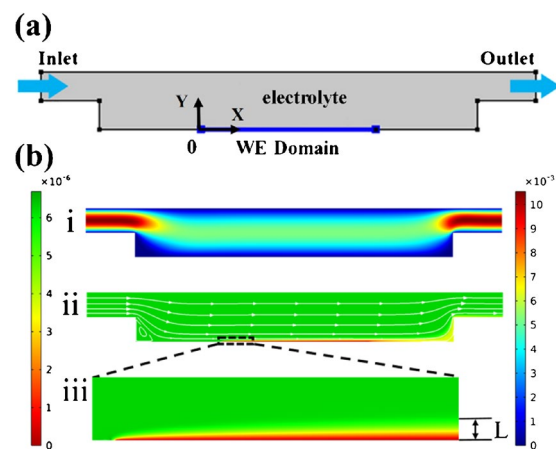 (a)
Inlet
Outlet
Y
electrolyte
X
0
WE Domain
(b)
×10⁻⁶
×10⁻³
i
ii
iii
L
6
5
4
3
2
1
0
10
9
8
7
6
5
4
3
2
1
0